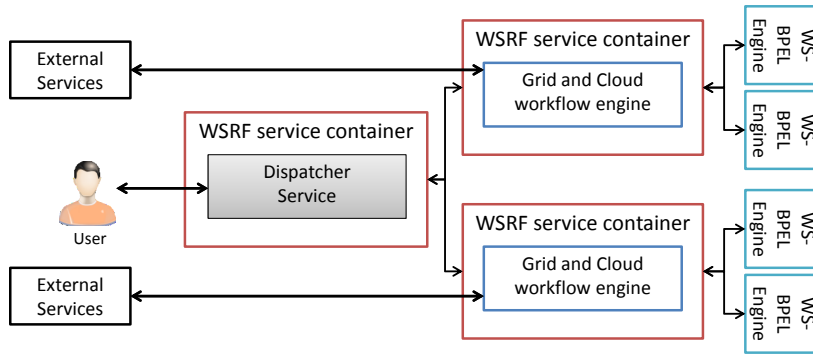 External
Services
WSRF service container
Grid and Cloud
workflow engine
WS-
BPEL
Engine
WS-
BPEL
Engine
WSRF service container
Dispatcher
Service
User
WSRF service container
Grid and Cloud
workflow engine
WS-
BPEL
Engine
WS-
BPEL
Engine
External
Services